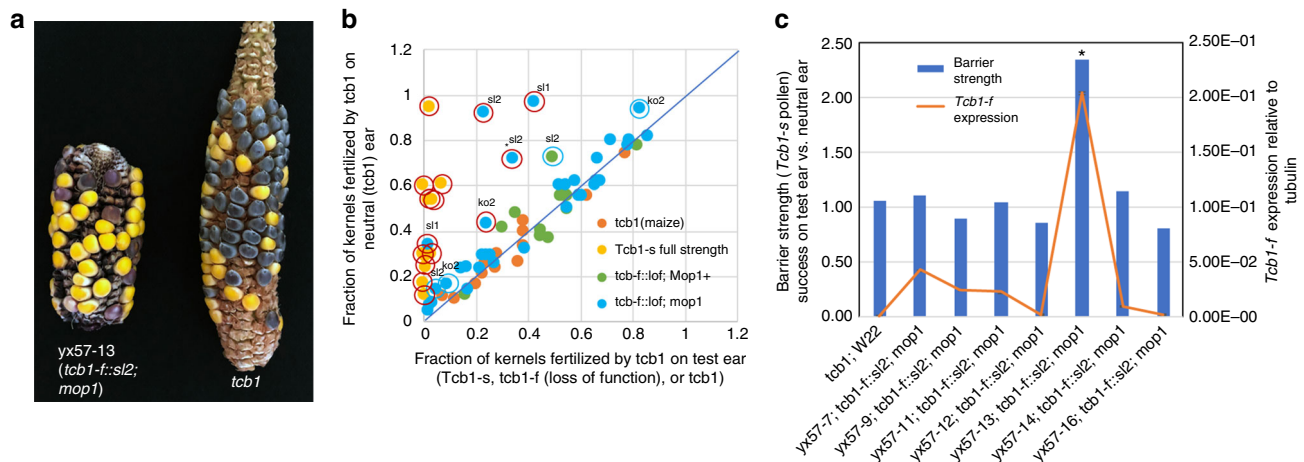 a
yx57-13
(tcb1-f::sl2;
mop1)
tcb1
b
Fraction of kernels fertilized by tcb1 on
neutral (tcb1) ear
1.2
1
0.8
0.6
0.4
0.2
0
0
0.2
0.4
0.6
0.8
1
1.2
sl2
sl1
ko2
*sl2
sl2
ko2
sl1
sl2
ko2
tcb1(maize)
Tcb1-s full strength
tcb-f::lof; Mop1+
tcb-f::lof; mop1
Fraction of kernels fertilized by tcb1 on test ear
(Tcb1-s, tcb1-f (loss of function), or tcb1)
c
Barrier strength (Tcb1-s pollen)
success on test ear vs. neutral ear
2.50
2.00
1.50
1.00
0.50
0.00
Barrier
strength
Tcb1-f
expression
*
2.50E–01
2.00E–01
1.50E–01
1.00E–01
5.00E–02
0.00E–00
Tcb1-f expression relative to
tubulin
tcb1; W22
yx57-7; tcb1-f::sl2; mop1
yx57-9; tcb1-f::sl2; mop1
yx57-11; tcb1-f::sl2; mop1
yx57-12; tcb1-f::sl2; mop1
yx57-13; tcb1-f::sl2; mop1
yx57-14; tcb1-f::sl2; mop1
yx57-16; tcb1-f::sl2; mop1